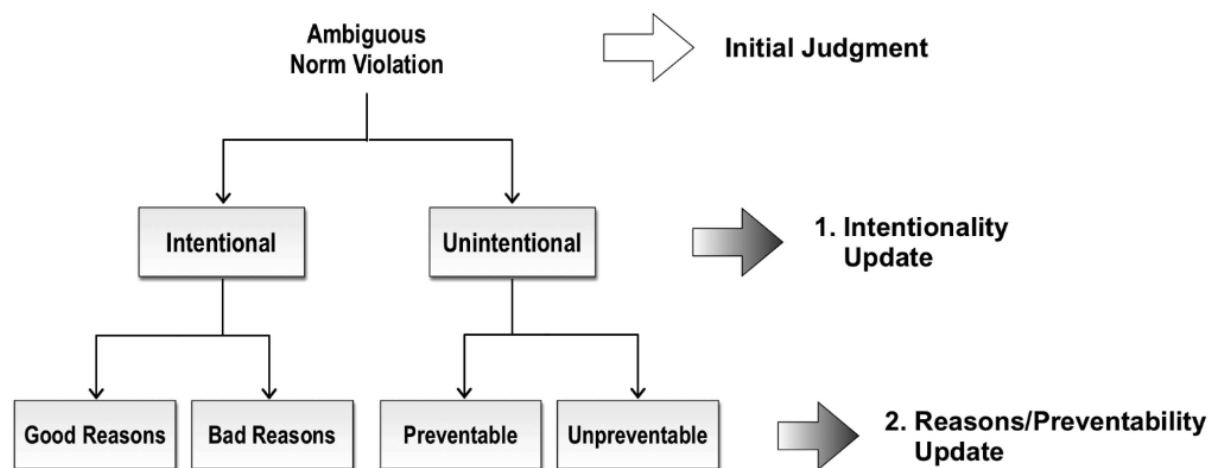 Ambiguous
Norm Violation
Initial Judgment
Intentional
Unintentional
1. Intentionality
Update
Good Reasons
Bad Reasons
Preventable
Unpreventable
2. Reasons/Preventability
Update